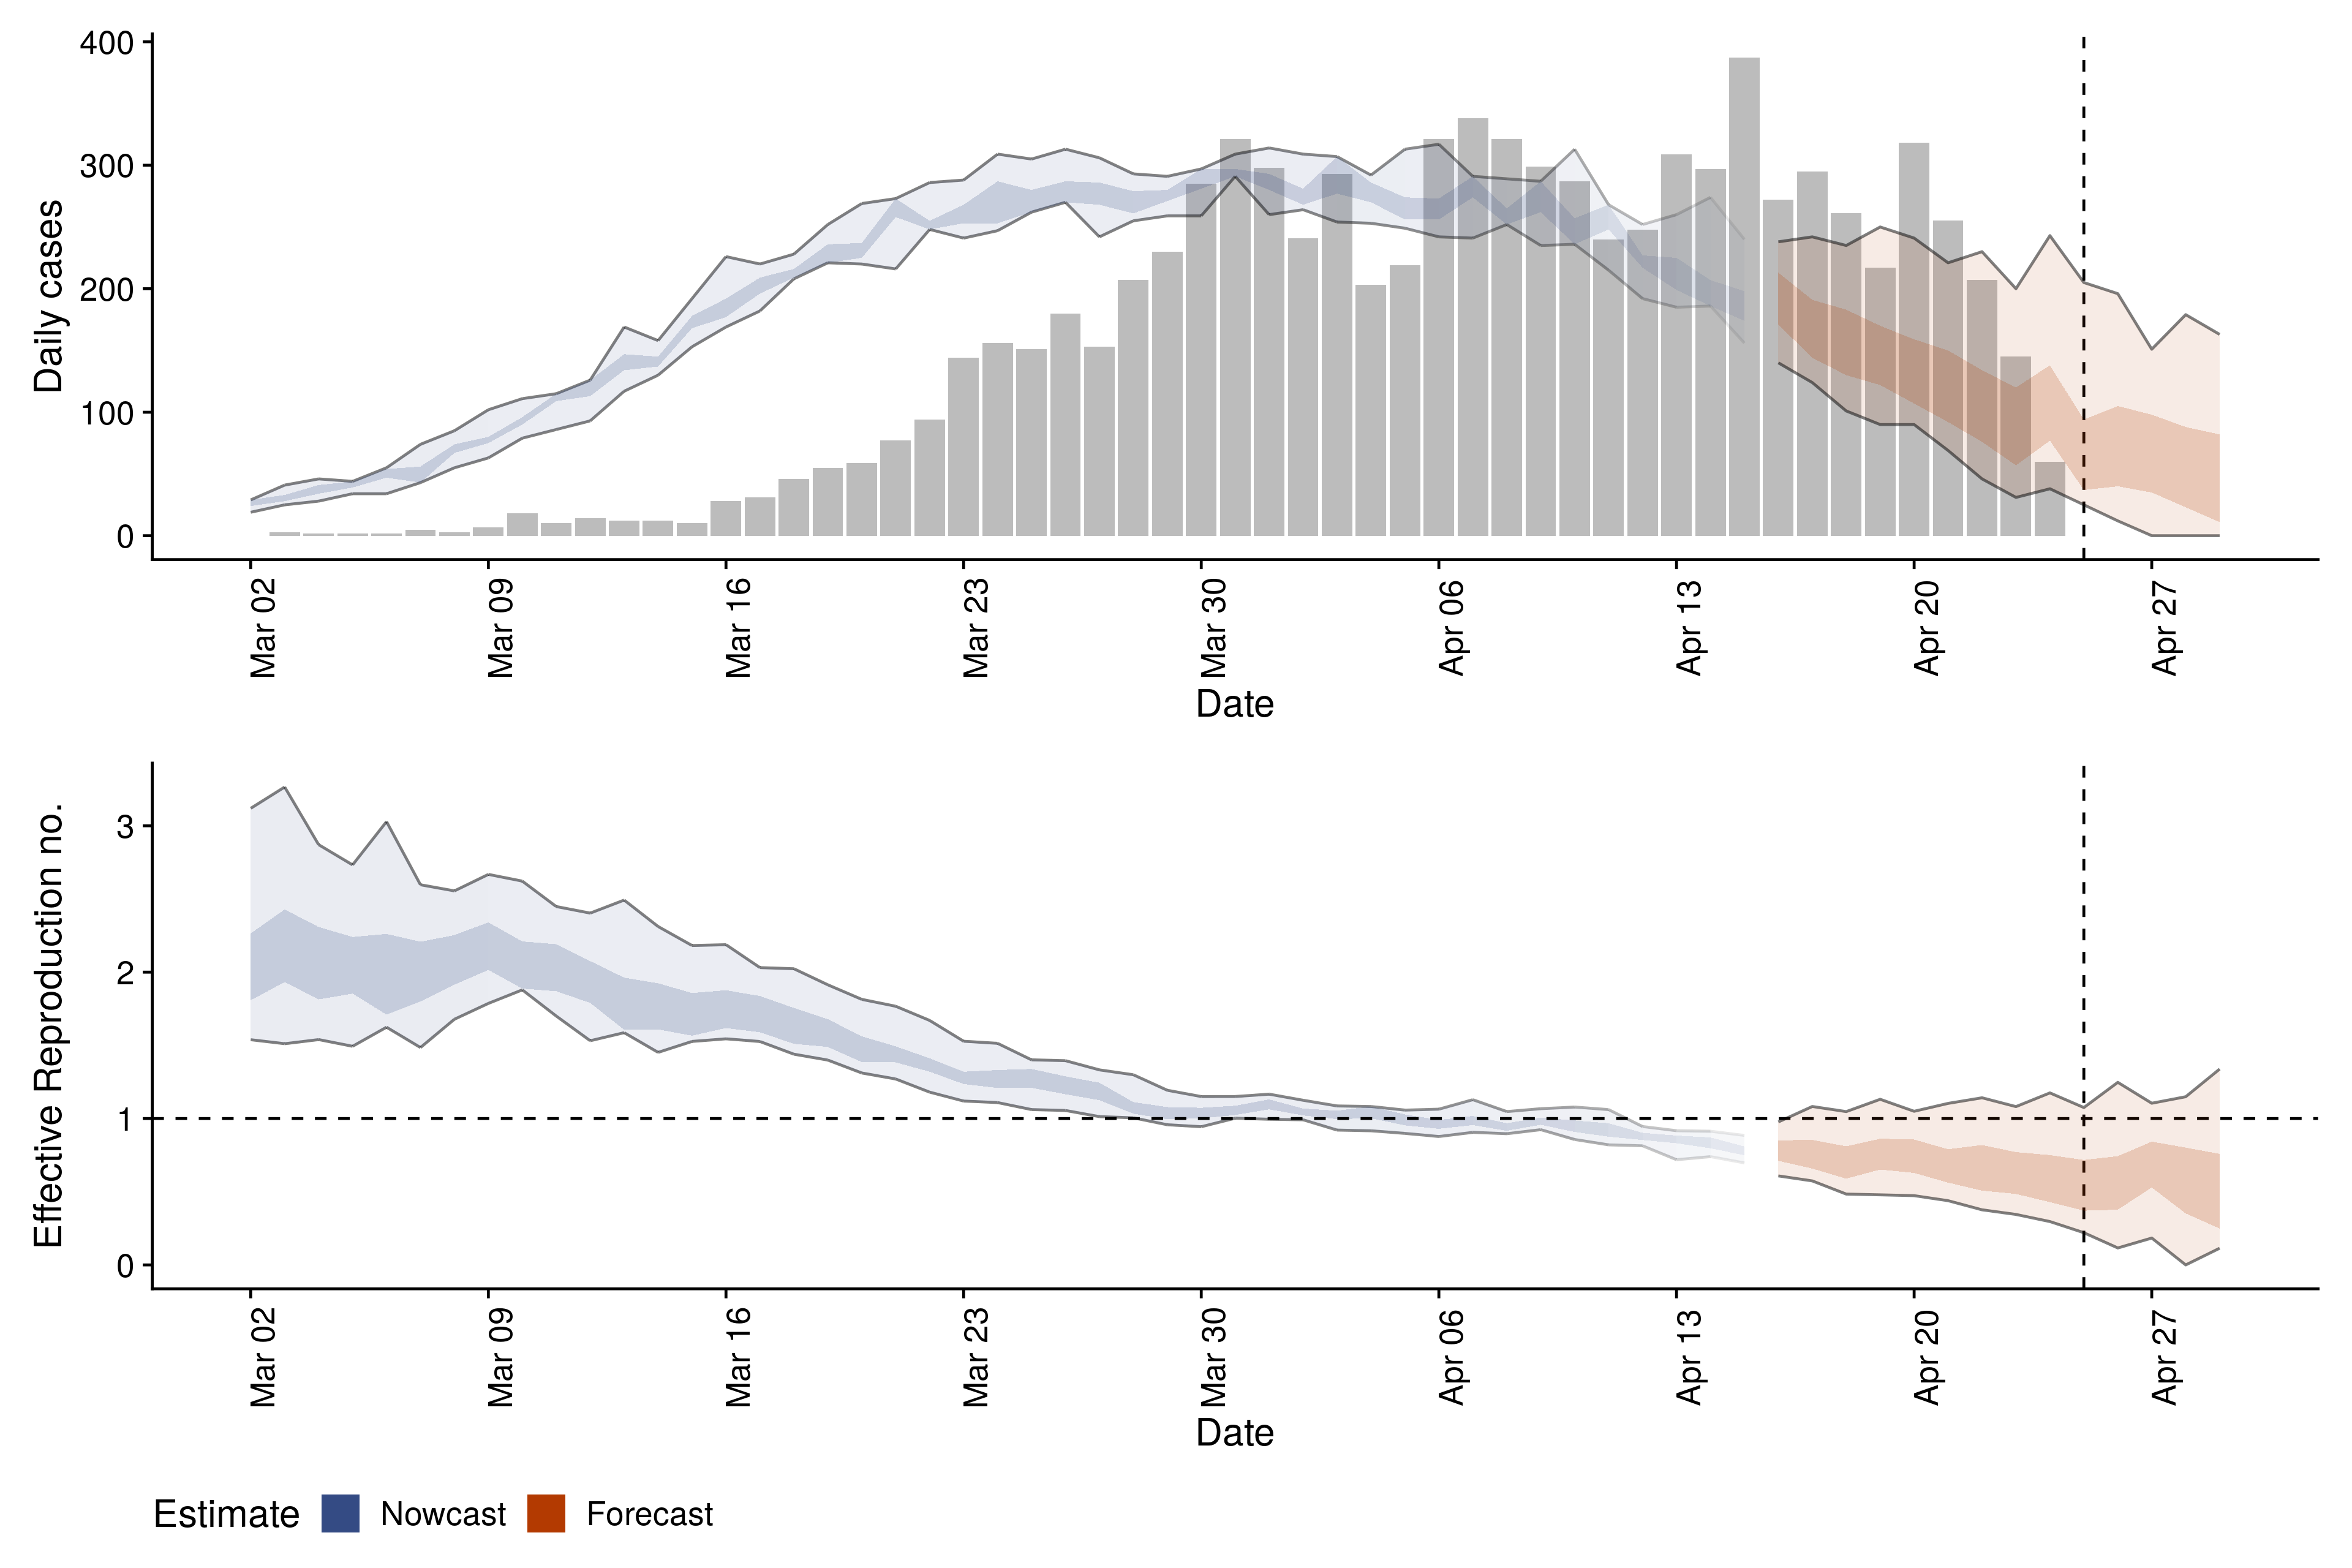 400
300
200
100
0
Daily cases
Mar 02
Mar 09
Mar 16
Mar 23
Mar 30
Apr 06
Apr 13
Apr 20
Apr 27
Date
3
2
1
0
Effective Reproduction no.
Mar 02
Mar 09
Mar 16
Mar 23
Mar 30
Apr 06
Apr 13
Apr 20
Apr 27
Date
Estimate Nowcast Forecast